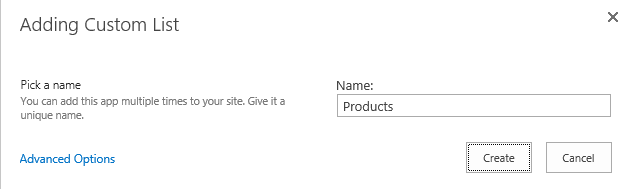 Adding Custom List
Pick a name
You can add this app multiple times to your site. Give it a
unique name.
Name:
Products
Advanced Options
Create
Cancel